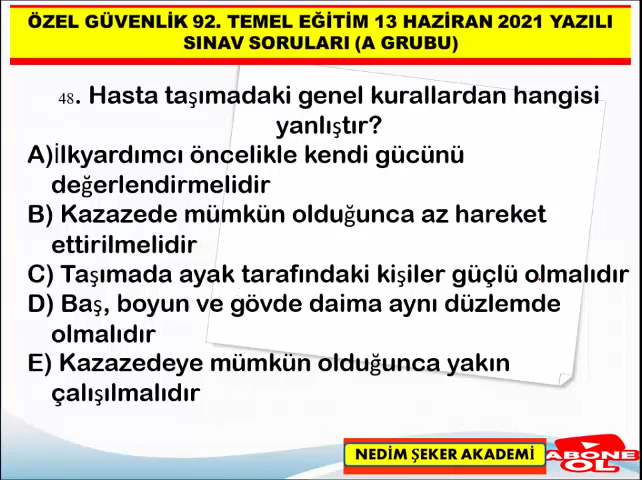 ÖZEL GÜVENLİK 92. TEMEL EĞİTİM 13 HAZİRAN 2021 YAZILI
SINAV SORULARI (A GRUBU)
48. Hasta taşımadaki genel kurallardan hangisi
yanlıştır?
A)İlkyardımcı öncelikle kendi gücünü
değerlendirmelidir
B) Kazazede mümkün olduğunca az hareket
ettirilmelidir
C) Taşımada ayak tarafındaki kişiler güçlü olmalıdır
D) Baş, boyun ve gövde daima aynı düzlemde
olmalıdır
E) Kazazedeye mümkün olduğunca yakın
çalışılmalıdır
NEDİM ŞEKER AKADEMİ
ABONE
OL